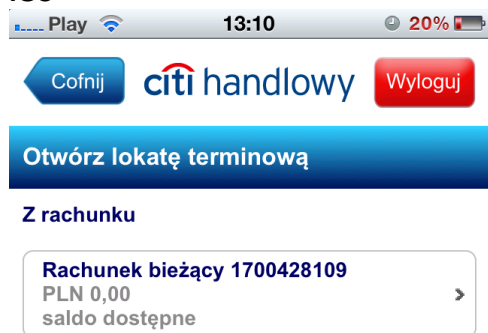 Play 13:10 20%
Cofnij citi handlowy Wyloguj
Otwórz lokatę terminową
Z rachunku
Rachunek bieżący 1700428109
PLN 0,00
saldo dostępne